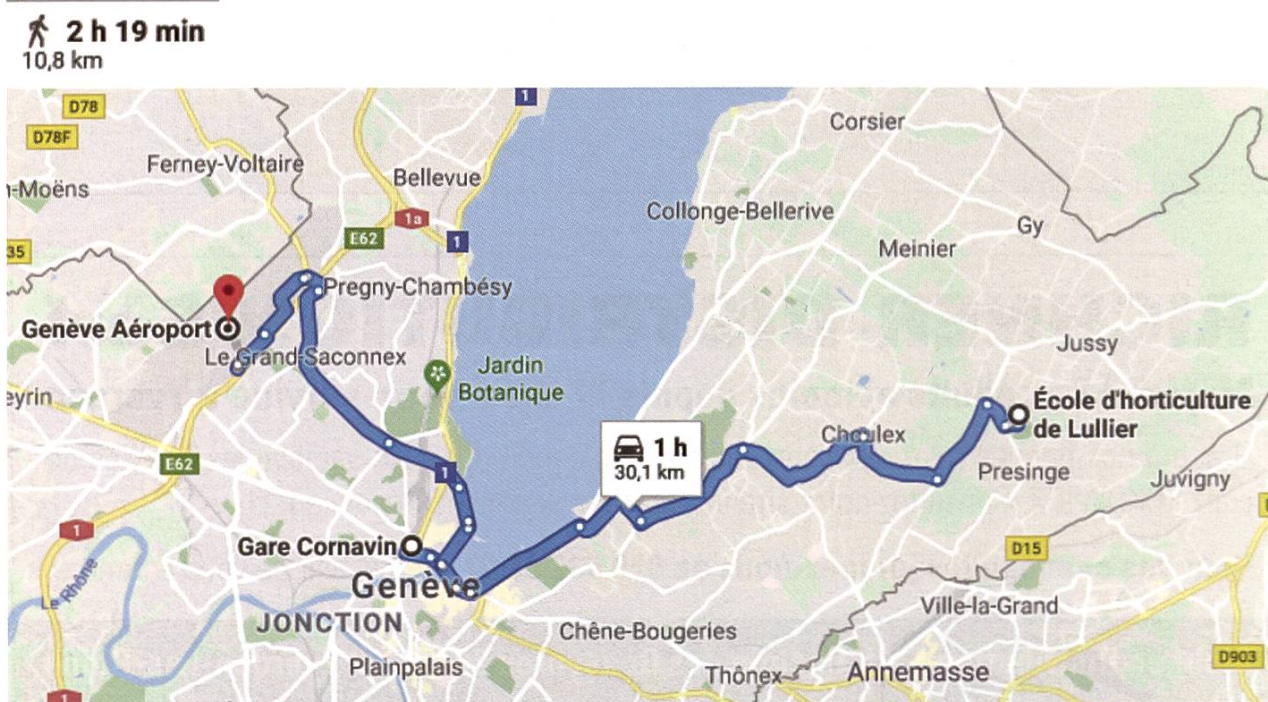 2 h 19 min
10,8 km
1
D78
D78F
Corsier
Ferney-Voltaire
Bellevue
n-Moëns
Collonge-Bellerive
1a
Gy
35
E62
1
Meinier
Pregny-Chambésy
Genève Aéroport
Le Grand-Saconnex
Jussy
Jardin
Botanique
eyrin
École d'horticulture
de Lullier
1 h
30,1 km
Choulex
E62
1
Presinge
Juvigny
1
Gare Cornavin
D15
Le Rhône
Genève
JONCTION
Ville-la-Grand
Chêne-Bougeries
D903
Plainpalais
Thônex
Annemasse
1